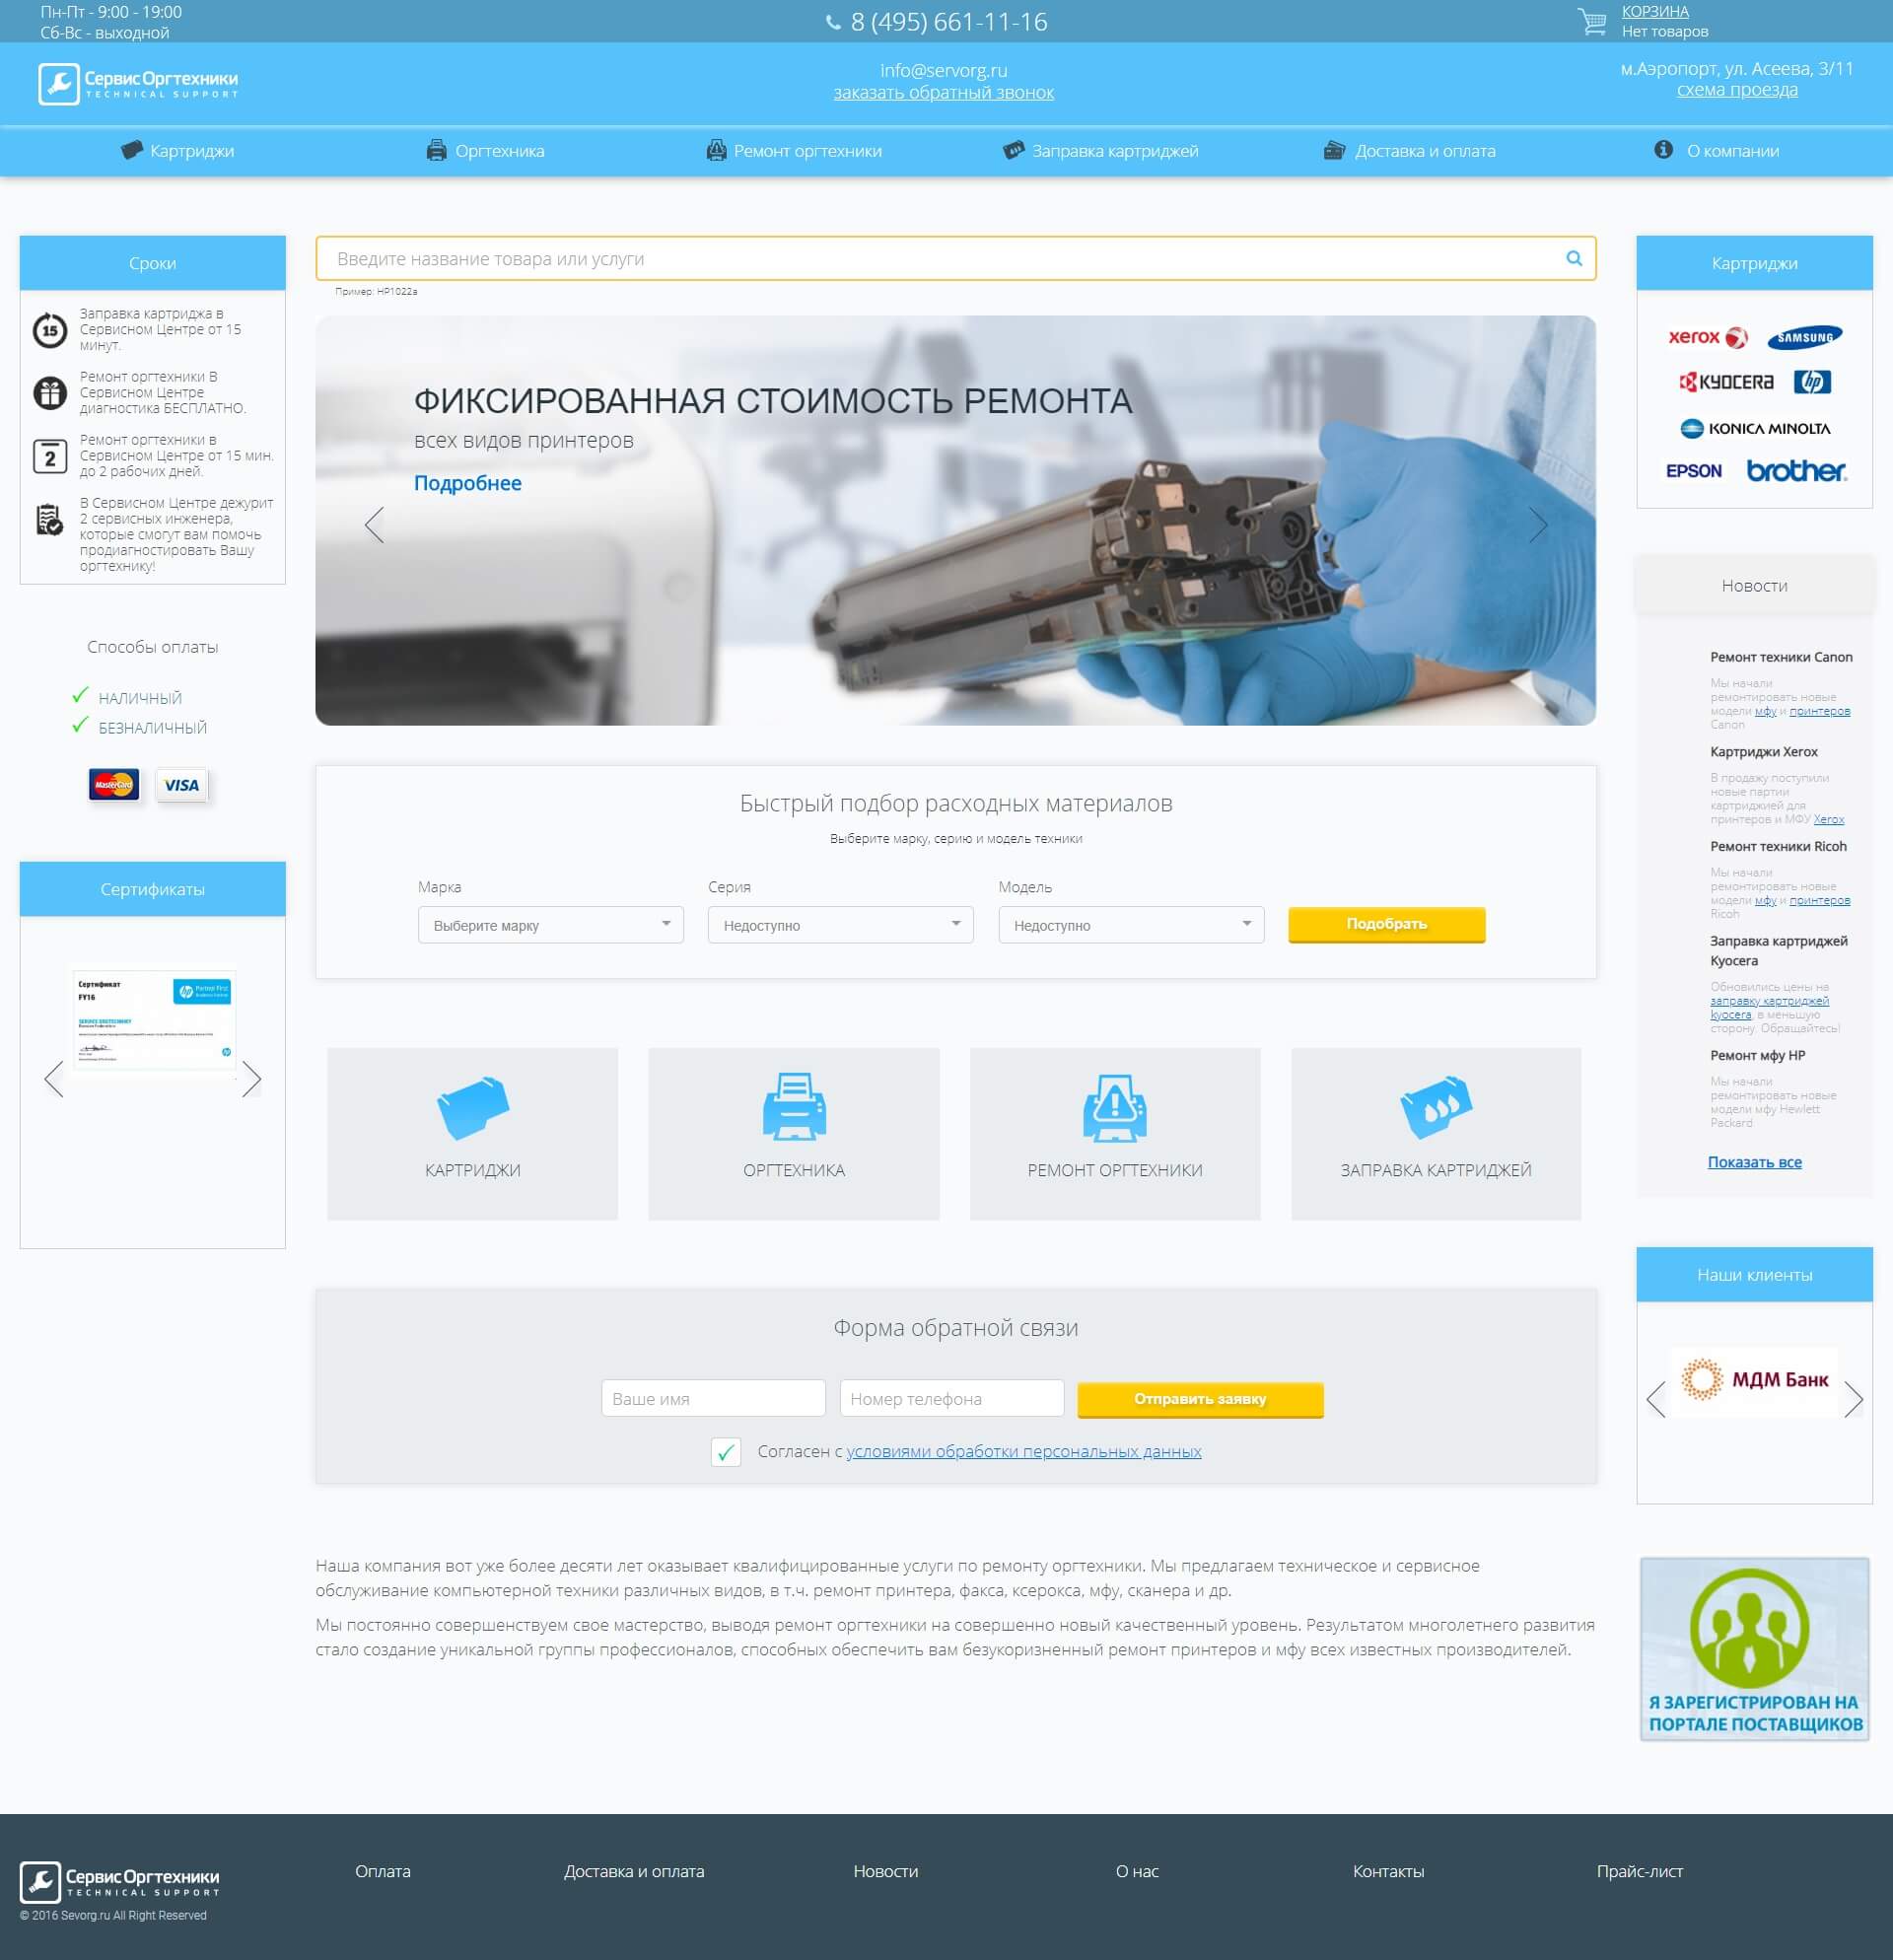 Пн-Пт - 9:00 - 19:00
Сб-Вс - выходной
8 (495) 661-11-16
КОРЗИНА
Нет товаров
Сервис Оргтехники
TECHNICAL SUPPORT
info@servorg.ru
заказать обратный звонок
м.Аэропорт, ул. Асеева, 3/11
схема проезда
Картриджи
Оргтехника
Ремонт оргтехники
Заправка картриджей
Доставка и оплата
О компании
Сроки
15
Заправка картриджа в
Сервисном Центре от 15
минут.
Ремонт оргтехники В
Сервисном Центре
диагностика БЕСПЛАТНО.
2
Ремонт оргтехники в
Сервисном Центре от 15 мин.
до 2 рабочих дней.
В Сервисном Центре дежурит
2 сервисных инженера,
которые смогут вам помочь
продиагностировать Вашу
оргтехнику!
Способы оплаты
НАЛИЧНЫЙ
БЕЗНАЛИЧНЫЙ
MasterCard
VISA
Сертификаты
Сертификат
FY16
hp
Partner First
Введите название товара или услуги
Пример: HP1022a
ФИКСИРОВАННАЯ СТОИМОСТЬ РЕМОНТА
всех видов принтеров
Подробнее
Быстрый подбор расходных материалов
Выберите марку, серию и модель техники
Марка
Серия
Модель
Выберите марку
Недоступно
Недоступно
Подобрать
КАРТРИДЖИ
ОРГТЕХНИКА
РЕМОНТ ОРГТЕХНИКИ
ЗАПРАВКА КАРТРИДЖЕЙ
Форма обратной связи
Ваше имя
Номер телефона
Отправить заявку
Согласен с условиями обработки персональных данных
Наша компания вот уже более десяти лет оказывает квалифицированные услуги по ремонту оргтехники. Мы предлагаем техническое и сервисное
обслуживание компьютерной техники различных видов, в т.ч. ремонт принтера, факса, ксерокса, мфу, сканера и др.
Мы постоянно совершенствуем свое мастерство, выводя ремонт оргтехники на совершенно новый качественный уровень. Результатом многолетнего развития
стало создание уникальной группы профессионалов, способных обеспечить вам безукоризненный ремонт принтеров и мфу всех известных производителей.
Картриджи
xerox
SAMSUNG
KYOCERA
hp
KONICA MINOLTA
EPSON
brother
Новости
Ремонт техники Canon
Мы начали
ремонтировать новые
модели мфу и принтеров
Canon
Картриджи Xerox
В продажу поступили
новые партии
картриджией для
принтеров и МФУ Xerox
Ремонт техники Ricoh
Мы начали
ремонтировать новые
модели мфу и принтеров
Ricoh
Заправка картриджей
Kyocera
Обновились цены на
заправку картриджей
kyocera, в меньшую
сторону. Обращайтесь!
Ремонт мфу HP
Мы начали
ремонтировать новые
модели мфу Hewlett
Packard
Показать все
Наши клиенты
МДМ Банк
Я ЗАРЕГИСТРИРОВАН НА
ПОРТАЛЕ ПОСТАВЩИКОВ
Сервис Оргтехники
TECHNICAL SUPPORT
© 2016 Sevorg.ru All Right Reserved
Оплата
Доставка и оплата
Новости
О нас
Контакты
Прайс-лист